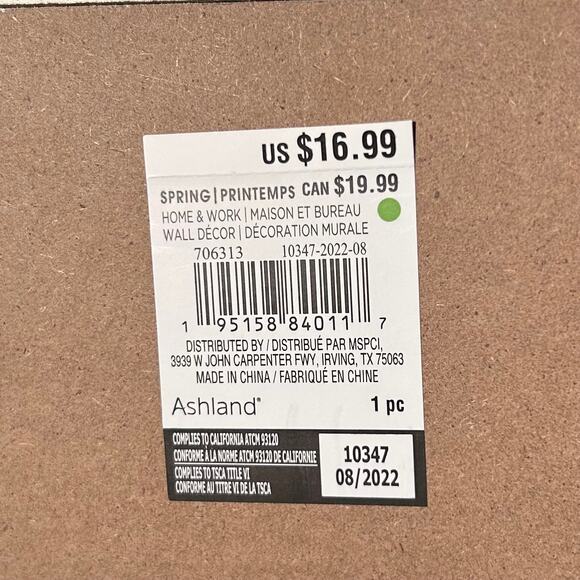 US $16.99
SPRING|PRINTEMPS CAN $19.99
HOME & WORK | MAISON ET BUREAU
WALL DÉCOR | DÉCORATION MURALE
706313 10347-2022-08
1 95158 84011 7
DISTRIBUTED BY / DISTRIBUÉ PAR MSPCI,
3939 W JOHN CARPENTER FWY, IRVING, TX 75063
MADE IN CHINA / FABRIQUÉ EN CHINE
Ashland® 1 pc
COMPLIES TO CALIFORNIA ATCM 93120
CONFORME À LA NORME ATCM 93120 DE CALIFORNIE
COMPLIES TO TSCA TITLE VI
CONFORME AU TITRE VI DE LA TSCA
10347
08/2022